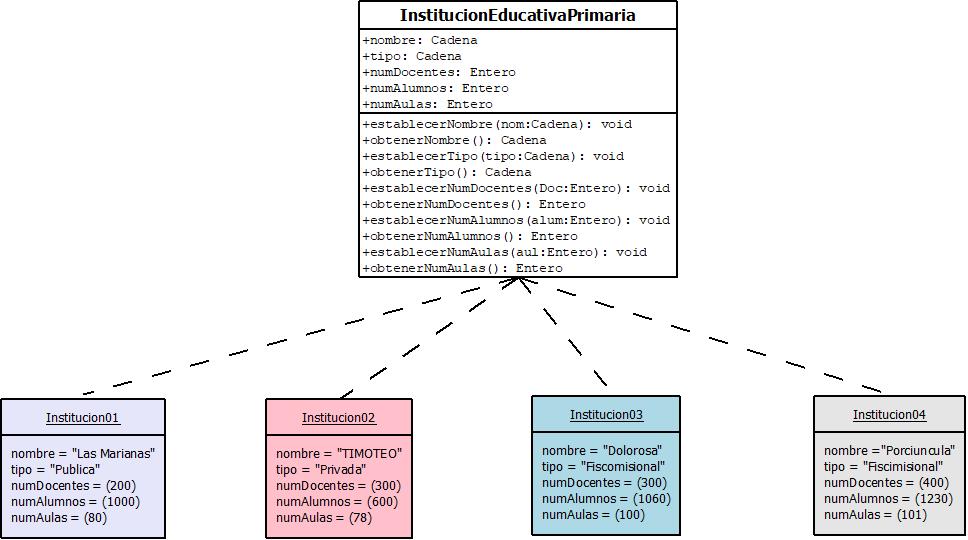 InstitucionEducativaPrimaria
+nombre: Cadena
+tipo: Cadena
+numDocentes: Entero
+numAlumnos: Entero
+numAulas: Entero
+establecerNombre(nom:Cadena): void
+obtenerNombre(): Cadena
+establecerTipo(tipo:Cadena): void
+obtenerTipo(): Cadena
+establecerNumDocentes(Doc:Entero): void
+obtenerNumDocentes(): Entero
+establecerNumAlumnos(alum:Entero): void
+obtenerNumAlumnos(): Entero
+establecerNumAulas(aul:Entero): void
+obtenerNumAulas(): Entero
Institucion01
nombre = "Las Marianas"
tipo = "Publica"
numDocentes = (200)
numAlumnos = (1000)
numAulas = (80)
Institucion02
nombre = "TIMOTEO"
tipo = "Privada"
numDocentes = (300)
numAlumnos = (600)
numAulas = (78)
Institucion03
nombre = "Dolorosa"
tipo = "Fiscomisional"
numDocentes = (300)
numAlumnos = (1060)
numAulas = (100)
Institucion04
nombre ="Porciuncula"
tipo = "Fiscimisional"
numDocentes = (400)
numAlumnos = (1230)
numAulas = (101)